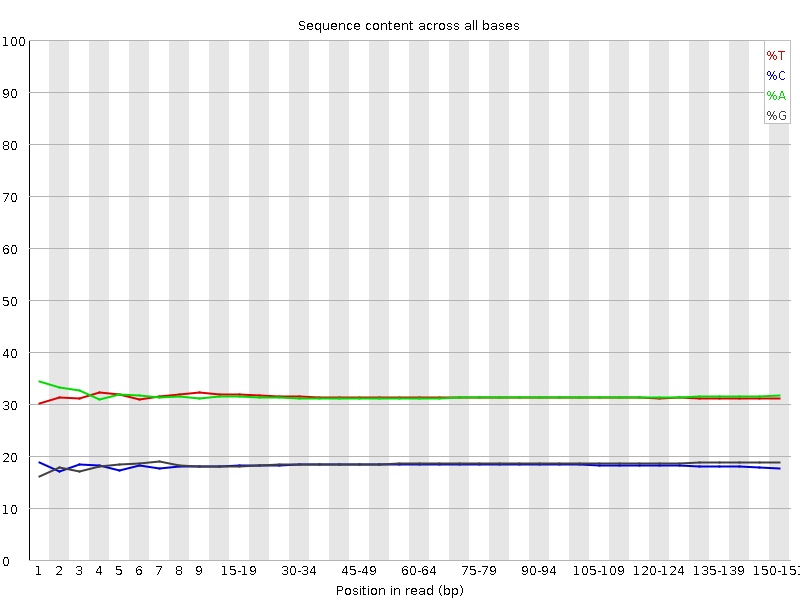 Sequence content across all bases
100
90
80
70
60
50
40
30
20
10
0
%T
%C
%A
%G
1 2 3 4 5 6 7 8 9 15-19 30-34 45-49 60-64 75-79 90-94 105-109 120-124 135-139 150-151
Position in read (bp)